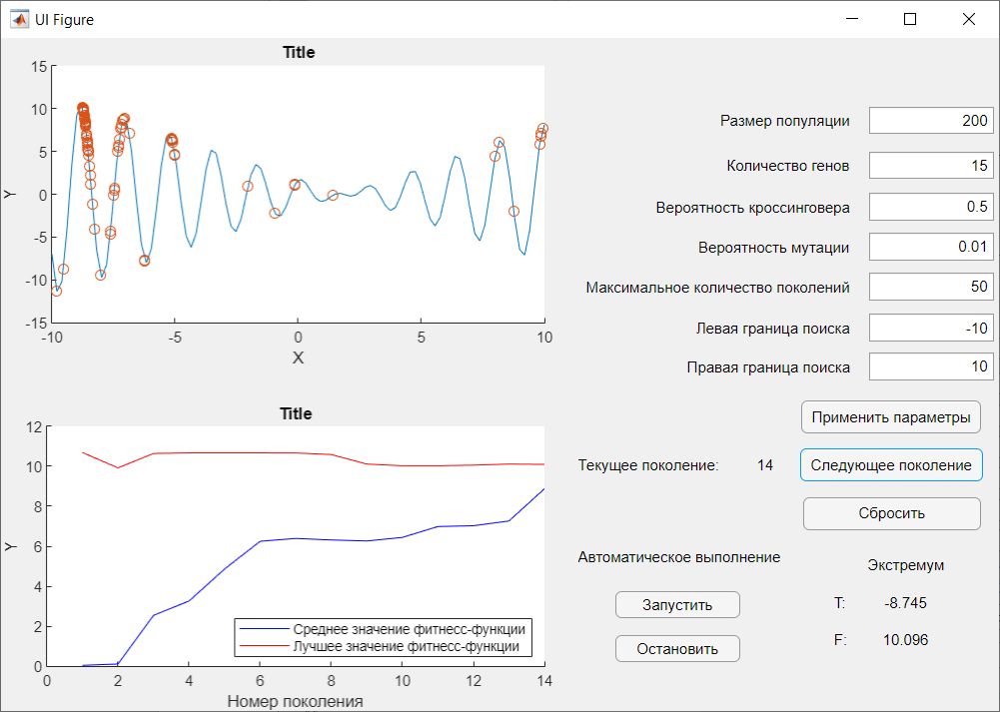 UI Figure
Title
15
10
5
0
-5
-10
-15
Y
-10
-5
0
5
10
X
Размер популяции 200
Количество генов 15
Вероятность кроссинговера 0.5
Вероятность мутации 0.01
Максимальное количество поколений 50
Левая граница поиска -10
Правая граница поиска 10
Применить параметры
Текущее поколение: 14 Следующее поколение
Сбросить
Автоматическое выполнение
Запустить
Остановить
Экстремум
T: -8.745
F: 10.096
Title
12
10
8
6
4
2
0
Y
Среднее значение фитнесс-функции
Лучшее значение фитнесс-функции
0 2 4 6 8 10 12 14
Номер поколения